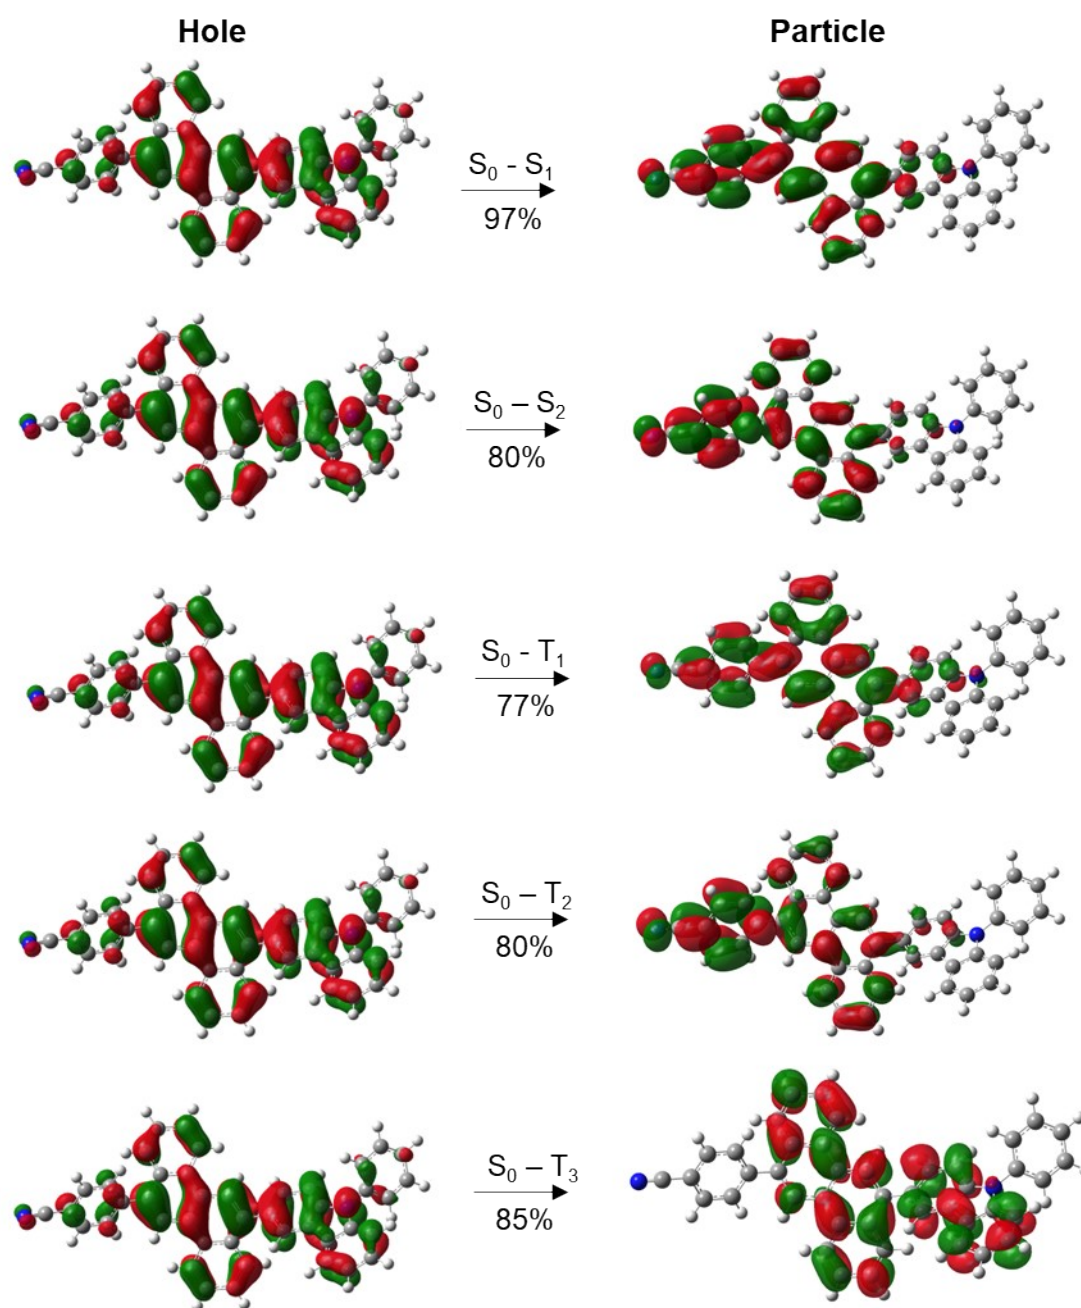 Hole Particle
S₀ - S₁
97%
S₀ – S₂
80%
S₀ - T₁
77%
S₀ – T₂
80%
S₀ – T₃
85%